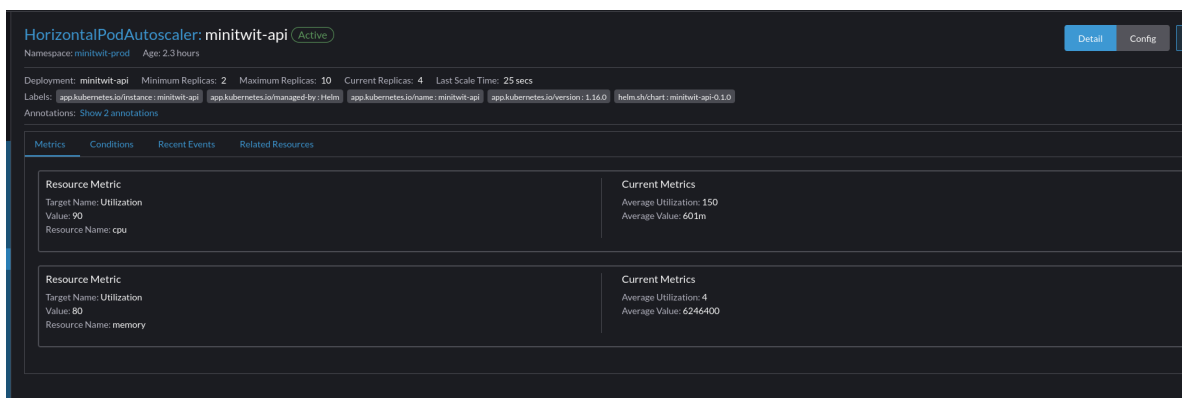 HorizontalPodAutoscaler: minitwit-api Active
Detail Config
Namespace: minitwit-prod Age: 2.3 hours
Deployment: minitwit-api Minimum Replicas: 2 Maximum Replicas: 10 Current Replicas: 4 Last Scale Time: 25 secs
Labels: app.kubernetes.io/instance : minitwit-api app.kubernetes.io/managed-by : Helm app.kubernetes.io/name : minitwit-api app.kubernetes.io/version : 1.16.0 helm.sh/chart : minitwit-api-0.1.0
Annotations: Show 2 annotations
Metrics Conditions Recent Events Related Resources
Resource Metric
Target Name: Utilization
Value: 90
Resource Name: cpu
Current Metrics
Average Utilization: 150
Average Value: 601m
Resource Metric
Target Name: Utilization
Value: 80
Resource Name: memory
Current Metrics
Average Utilization: 4
Average Value: 6246400